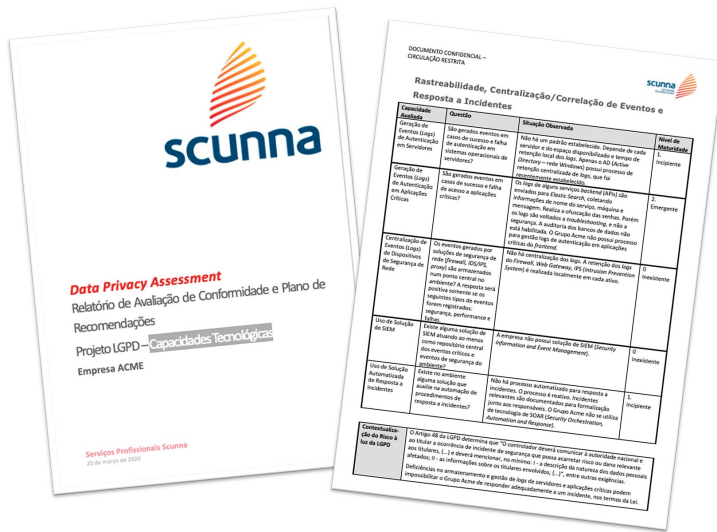 scunna
Data Privacy Assessment
Relatório de Avaliação de Conformidade e Plano de
Recomendações
Projeto LGPD – Capacidades Tecnológicas
Empresa ACME
Serviços Profissionais Scunna
20 de março de 2020
DOCUMENTO CONFIDENCIAL –
CIRCULAÇÃO RESTRITA
scunna
Rastreabilidade, Centralização/Correlação de Eventos e
Resposta a Incidentes
Capacidade
Avaliada
Questão
Situação Observada
Nível de
Maturidade
Geração de
Eventos (Logs)
de Autenticação
em Servidores
São gerados eventos em
casos de sucesso e falha
de autenticação em
sistemas operacionais de
servidores?
Não há um padrão estabelecido. Depende de cada
servidor e do espaço disponibilizado e tempo de
retenção local dos logs. Apenas o AD (Active
Directory – rede Windows) possui processo de
retenção centralizada de logs, que foi
recentemente estabelecido.
1.
Incipiente
Geração de
Eventos (Logs)
de Autenticação
em Aplicações
Críticas
São gerados eventos em
casos de sucesso e falha
de acesso a aplicações
críticas?
Os logs de alguns serviços backend (APIs) são
enviados para Elastic Search, coletando
informações de nome do serviço, máquina e
mensagem. Realiza a ofuscação das senhas. Porém
os logs são voltados a troubleshooting, e não a
segurança. A auditoria dos bancos de dados não
está habilitada. O Grupo Acme não possui processo
para gestão logs de autenticação em aplicações
críticas do frontend.
2.
Emergente
Centralização de
Eventos (Logs)
de Dispositivos
de Segurança de
Rede
Os eventos gerados por
soluções de segurança de
rede (firewall, IDS/IPS,
proxy) são armazenados
num ponto central no
ambiente? A resposta será
positiva somente se os
seguintes tipos de eventos
forem registrados:
segurança, performance e
falhas.
Não há centralização dos logs. A retenção dos logs
do Firewall, Web Gateway, IPS (Intrusion Prevention
System) é realizada localmente em cada ativo.
0
Inexistente
Uso de Solução
de SIEM
Existe alguma solução de
SIEM atuando ao menos
como repositório central
dos eventos críticos e
eventos de segurança do
ambiente?
A empresa não possui solução de SIEM (Security
Information and Event Management).
0
Inexistente
Uso de Solução
Automatizada
de Resposta a
Incidentes
Existe no ambiente
alguma solução que
auxilie na automação de
procedimentos de
resposta a incidentes?
Não há processo automatizado para resposta a
incidentes. O processo é reativo. Incidentes
relevantes são documentados para formalização
junto aos responsáveis. O Grupo Acme não se utiliza
de tecnologia de SOAR (Security Orchestration,
Automation and Response).
1.
Incipiente
Contextualiza-
ção do Risco à
luz da LGPD
O Artigo 48 da LGPD determina que "O controlador deverá comunicar à autoridade nacional e
ao titular a ocorrência de incidente de segurança que possa acarretar risco ou dano relevante
aos titulares, (...) e deverá mencionar, no mínimo: I - a descrição da natureza dos dados pessoais
afetados; II - as informações sobre os titulares envolvidos; (...)", entre outras exigências.
Deficiências no armazenamento e gestão de logs de servidores e aplicações críticas podem
impossibilitar o Grupo Acme de responder adequadamente a um incidente, nos termos da Lei.